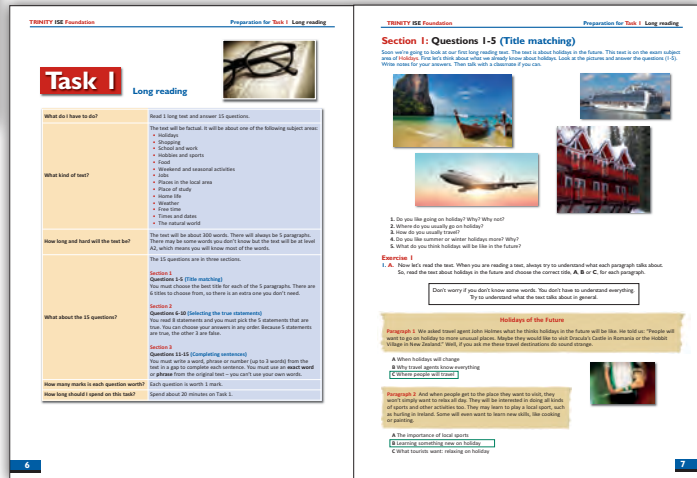 TRINITY ISE Foundation
Preparation for Task 1 Long reading
Task 1
Long reading
What do I have to do?
Read 1 long text and answer 15 questions.
What kind of text?
The text will be factual. It will be about one of the following subject areas:
• Holidays
• Shopping
• School and work
• Hobbies and sports
• Food
• Weekend and seasonal activities
• Jobs
• Places in the local area
• Place of study
• Home life
• Weather
• Free time
• Times and dates
• The natural world
How long and hard will the text be?
The text will be about 300 words. There will always be 5 paragraphs.
There may be some words you don't know but the text will be at level
A2, which means you will know most of the words.
What about the 15 questions?
The 15 questions are in three sections.
Section 1
Questions 1-5 (Title matching)
You must choose the best title for each of the 5 paragraphs. There are
6 titles to choose from, so there is an extra one you don't need.
Section 2
Questions 6-10 (Selecting the true statements)
You read 8 statements and you must pick the 5 statements that are
true. You can choose your answers in any order. Because 5 statements
are true, the other 3 are false.
Section 3
Questions 11-15 (Completing sentences)
You must write a word, phrase or number (up to 3 words) from the
text in a gap to complete each sentence. You must use an exact word
or phrase from the original text – you can't use your own words.
How many marks is each question worth?
Each question is worth 1 mark.
How long should I spend on this task?
Spend about 20 minutes on Task 1.
6
TRINITY ISE Foundation
Preparation for Task 1 Long reading
Section 1: Questions 1-5 (Title matching)
Soon we're going to look at our first long reading text. The text is about holidays in the future. This text is on the exam subject
area of Holidays. First let's think about what we already know about holidays. Look at the pictures and answer the questions (6).
Write notes for your answers. Then talk with a classmate if you can.
1. Do you like going on holiday? Why? Why not?
2. Where do you usually go on holiday?
3. How do you usually travel?
4. Do you like summer or winter holidays more? Why?
5. What do you think holidays will be like in the future?
Exercise 1
1. A. Now let's read the text. When you are reading a text, always try to understand what each paragraph talks about.
So, read the text about holidays in the future and choose the correct title, A, B or C, for each paragraph.
Don't worry if you don't know some words. You don't have to understand everything.
Try to understand what the text talks about in general.
Holidays of the Future
Paragraph 1 We asked travel agent John Holmes what he thinks holidays in the future will be like. He told us: "People will
want to go on holiday to more unusual places. Maybe they would like to visit Dracula's Castle in Romania or the Hobbit
Village in New Zealand." Well, if you ask me these travel destinations do sound strange.
A When holidays will change
B Why travel agents know everything
C Where people will travel
Paragraph 2 And when people get to the place they want to visit, they
won't simply want to relax all day. They will be interested in doing all kinds
of sports and other activities too. They may learn to play a local sport, such
as hurling in Ireland. Some will even want to learn new skills, like cooking
or painting.
A The importance of local sports
B Learning something new on holiday
C What tourists want: relaxing on holiday
7